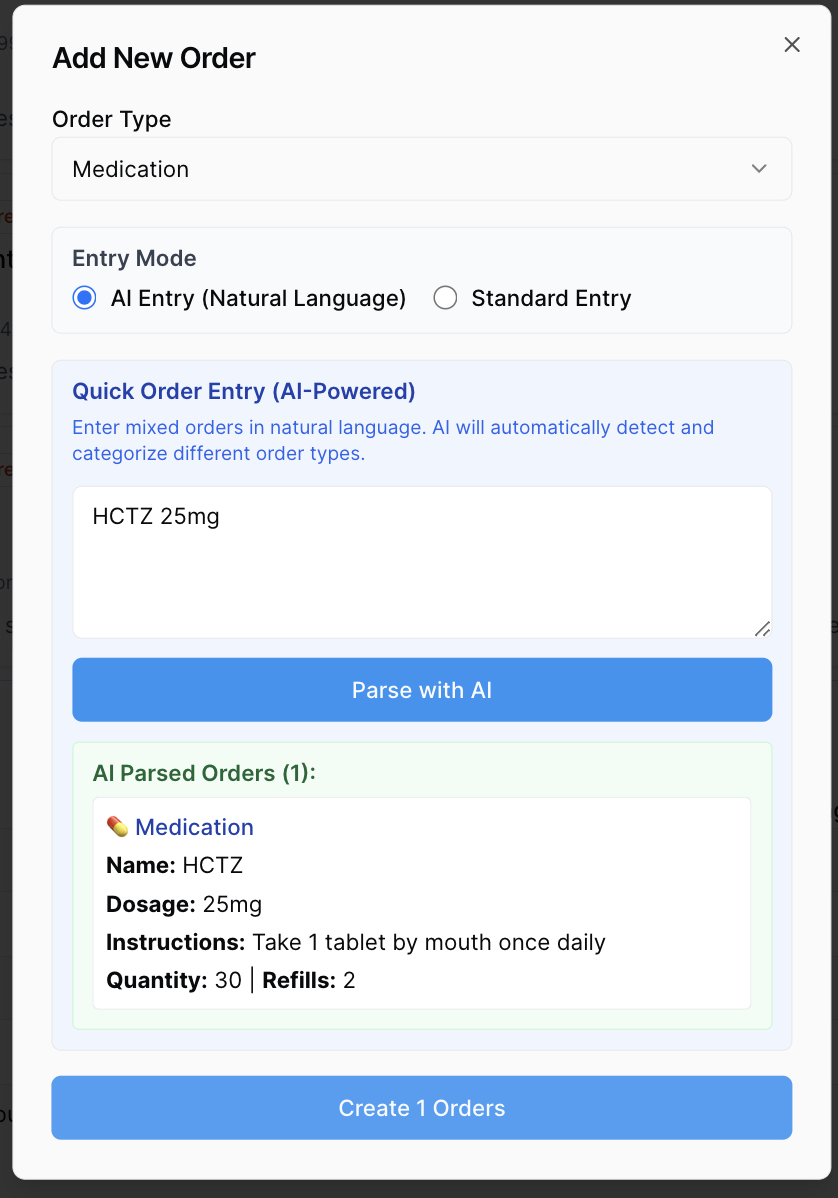 Add New Order
Order Type
Medication
Entry Mode
AI Entry (Natural Language)
Standard Entry
Quick Order Entry (AI-Powered)
Enter mixed orders in natural language. AI will automatically detect and
categorize different order types.
HCTZ 25mg
Parse with AI
AI Parsed Orders (1):
Medication
Name: HCTZ
Dosage: 25mg
Instructions: Take 1 tablet by mouth once daily
Quantity: 30 | Refills: 2
Create 1 Orders